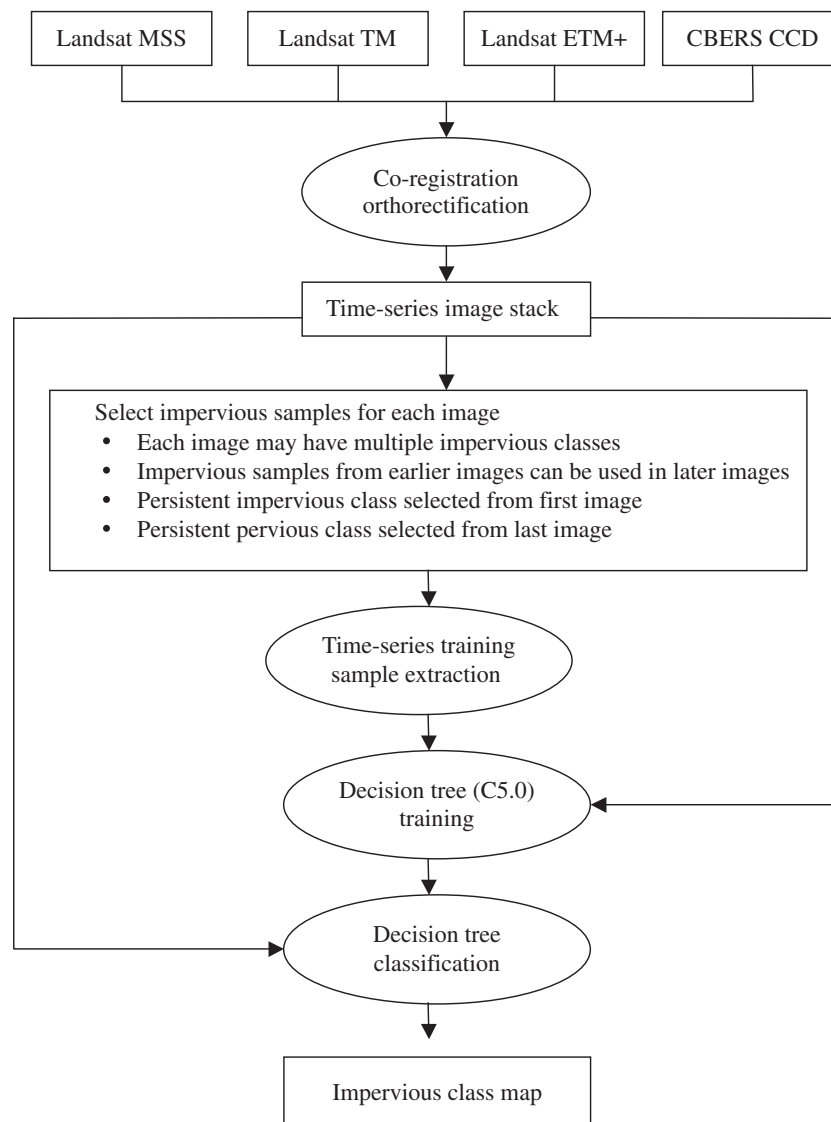 Landsat MSS
Landsat TM
Landsat ETM+
CBERS CCD
Co-registration
orthorectification
Time-series image stack
Select impervious samples for each image
• Each image may have multiple impervious classes
• Impervious samples from earlier images can be used in later images
• Persistent impervious class selected from first image
• Persistent pervious class selected from last image
Time-series training
sample extraction
Decision tree (C5.0)
training
Decision tree
classification
Impervious class map